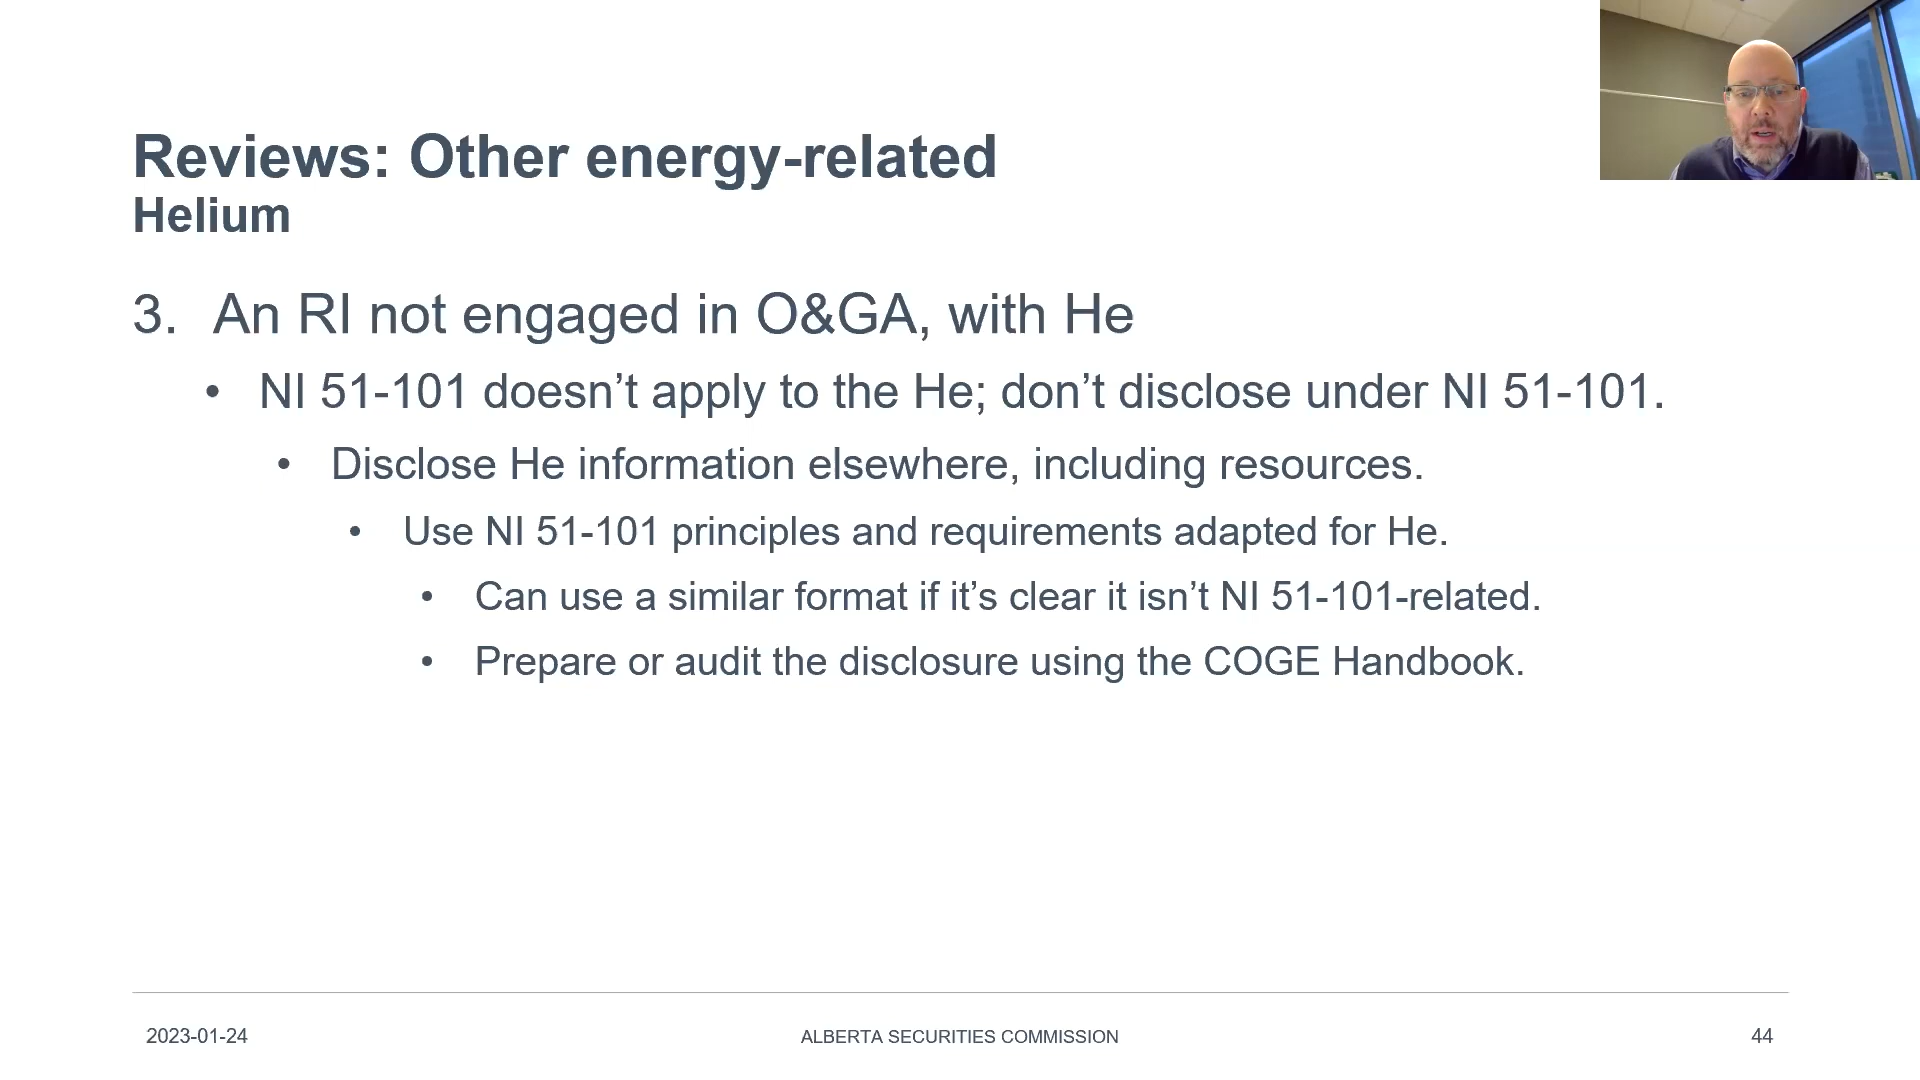 Reviews: Other energy-related
Helium
3. An RI not engaged in O&GA, with He
• NI 51-101 doesn’t apply to the He; don’t disclose under NI 51-101.
• Disclose He information elsewhere, including resources.
• Use NI 51-101 principles and requirements adapted for He.
• Can use a similar format if it’s clear it isn’t NI 51-101-related.
• Prepare or audit the disclosure using the COGE Handbook.
2023-01-24
ALBERTA SECURITIES COMMISSION
44